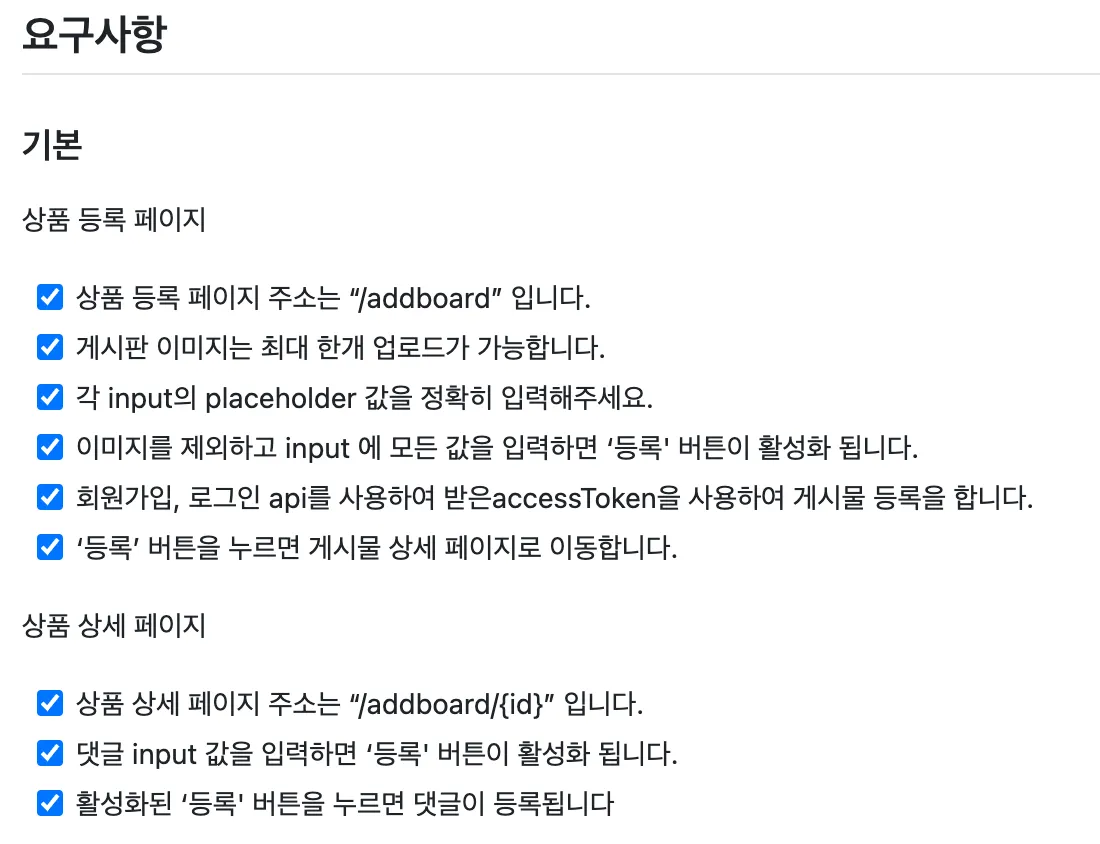 요구사항
기본
상품 등록 페이지
상품 등록 페이지 주소는 “/addboard” 입니다.
게시판 이미지는 최대 한개 업로드가 가능합니다.
각 input의 placeholder 값을 정확히 입력해주세요.
이미지를 제외하고 input 에 모든 값을 입력하면 ‘등록' 버튼이 활성화 됩니다.
회원가입, 로그인 api를 사용하여 받은accessToken을 사용하여 게시물 등록을 합니다.
‘등록’ 버튼을 누르면 게시물 상세 페이지로 이동합니다.
상품 상세 페이지
상품 상세 페이지 주소는 “/addboard/{id}” 입니다.
댓글 input 값을 입력하면 ‘등록' 버튼이 활성화 됩니다.
활성화된 ‘등록' 버튼을 누르면 댓글이 등록됩니다